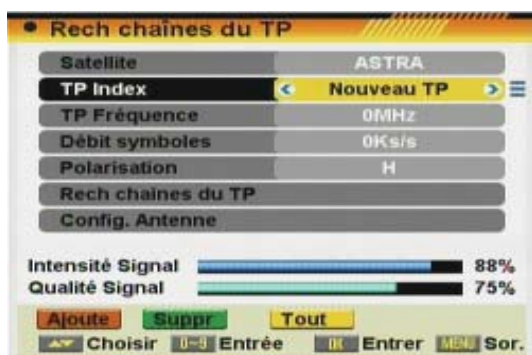 Rech chaînes du TP
Satellite ASTRA
TP Index Nouveau TP
TP Fréquence 0MHz
Débit symboles 0Ks/s
Polarisation H
Rech chaines du TP
Config. Antenne
Intensité Signal 88%
Qualité Signal 75%
Ajoute Suppr Tout
Choisir 0~9 Entrée OK Entrer MENU Sor.